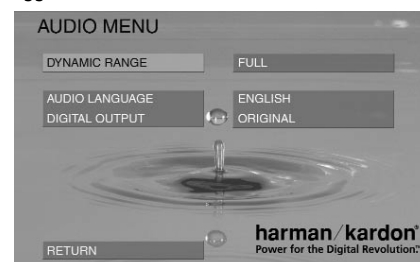 AUDIO MENU
DYNAMIC RANGE FULL
AUDIO LANGUAGE ENGLISH
DIGITAL OUTPUT ORIGINAL
harman/kardon®
Power for the Digital Revolution.™
RETURN